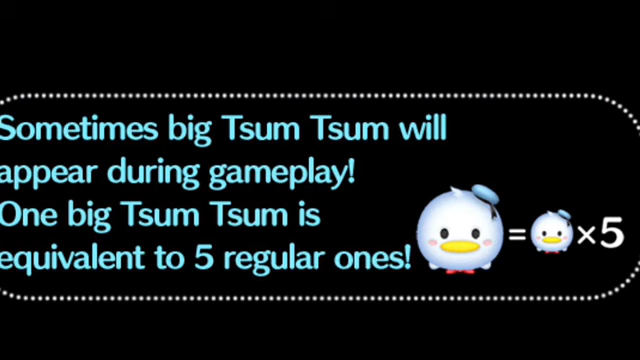 Sometimes big Tsum Tsum will
appear during gameplay!
One big Tsum Tsum is
equivalent to 5 regular ones!
=×5